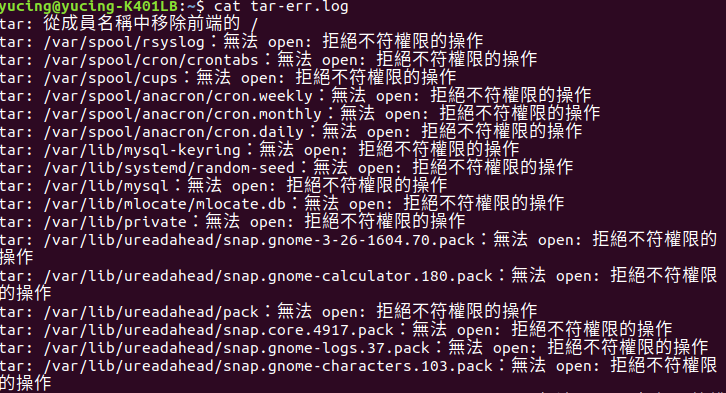 yucing@yucing-K401LB:~$ cat tar-err.log
tar: 從成員名稱中移除前端的 /
tar: /var/spool/rsyslog：無法 open: 拒絕不符權限的操作
tar: /var/spool/cron/crontabs：無法 open: 拒絕不符權限的操作
tar: /var/spool/cups：無法 open: 拒絕不符權限的操作
tar: /var/spool/anacron/cron.weekly：無法 open: 拒絕不符權限的操作
tar: /var/spool/anacron/cron.monthly：無法 open: 拒絕不符權限的操作
tar: /var/spool/anacron/cron.daily：無法 open: 拒絕不符權限的操作
tar: /var/lib/mysql-keyring：無法 open: 拒絕不符權限的操作
tar: /var/lib/systemd/random-seed：無法 open: 拒絕不符權限的操作
tar: /var/lib/mysql：無法 open: 拒絕不符權限的操作
tar: /var/lib/mlocate/mlocate.db：無法 open: 拒絕不符權限的操作
tar: /var/lib/private：無法 open: 拒絕不符權限的操作
tar: /var/lib/ureadahead/snap.gnome-3-26-1604.70.pack：無法 open: 拒絕不符權限的
操作
tar: /var/lib/ureadahead/snap.gnome-calculator.180.pack：無法 open: 拒絕不符權限
的操作
tar: /var/lib/ureadahead/pack：無法 open: 拒絕不符權限的操作
tar: /var/lib/ureadahead/snap.core.4917.pack：無法 open: 拒絕不符權限的操作
tar: /var/lib/ureadahead/snap.gnome-logs.37.pack：無法 open: 拒絕不符權限的操作
tar: /var/lib/ureadahead/snap.gnome-characters.103.pack：無法 open: 拒絕不符權限
的操作